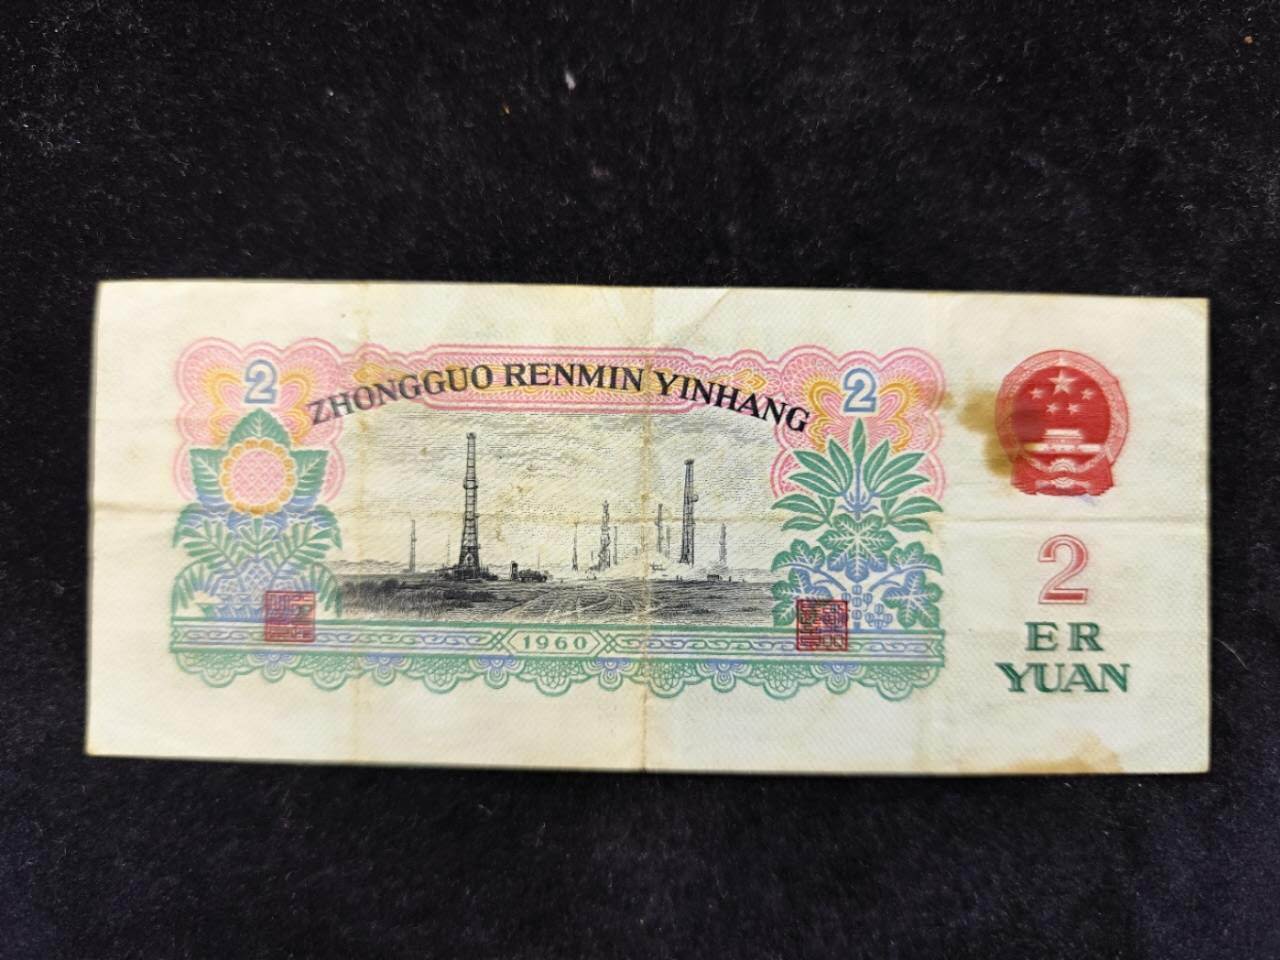 2
2
ZHONGGUO RENMIN YINHANG
1960
2
ER
YUAN